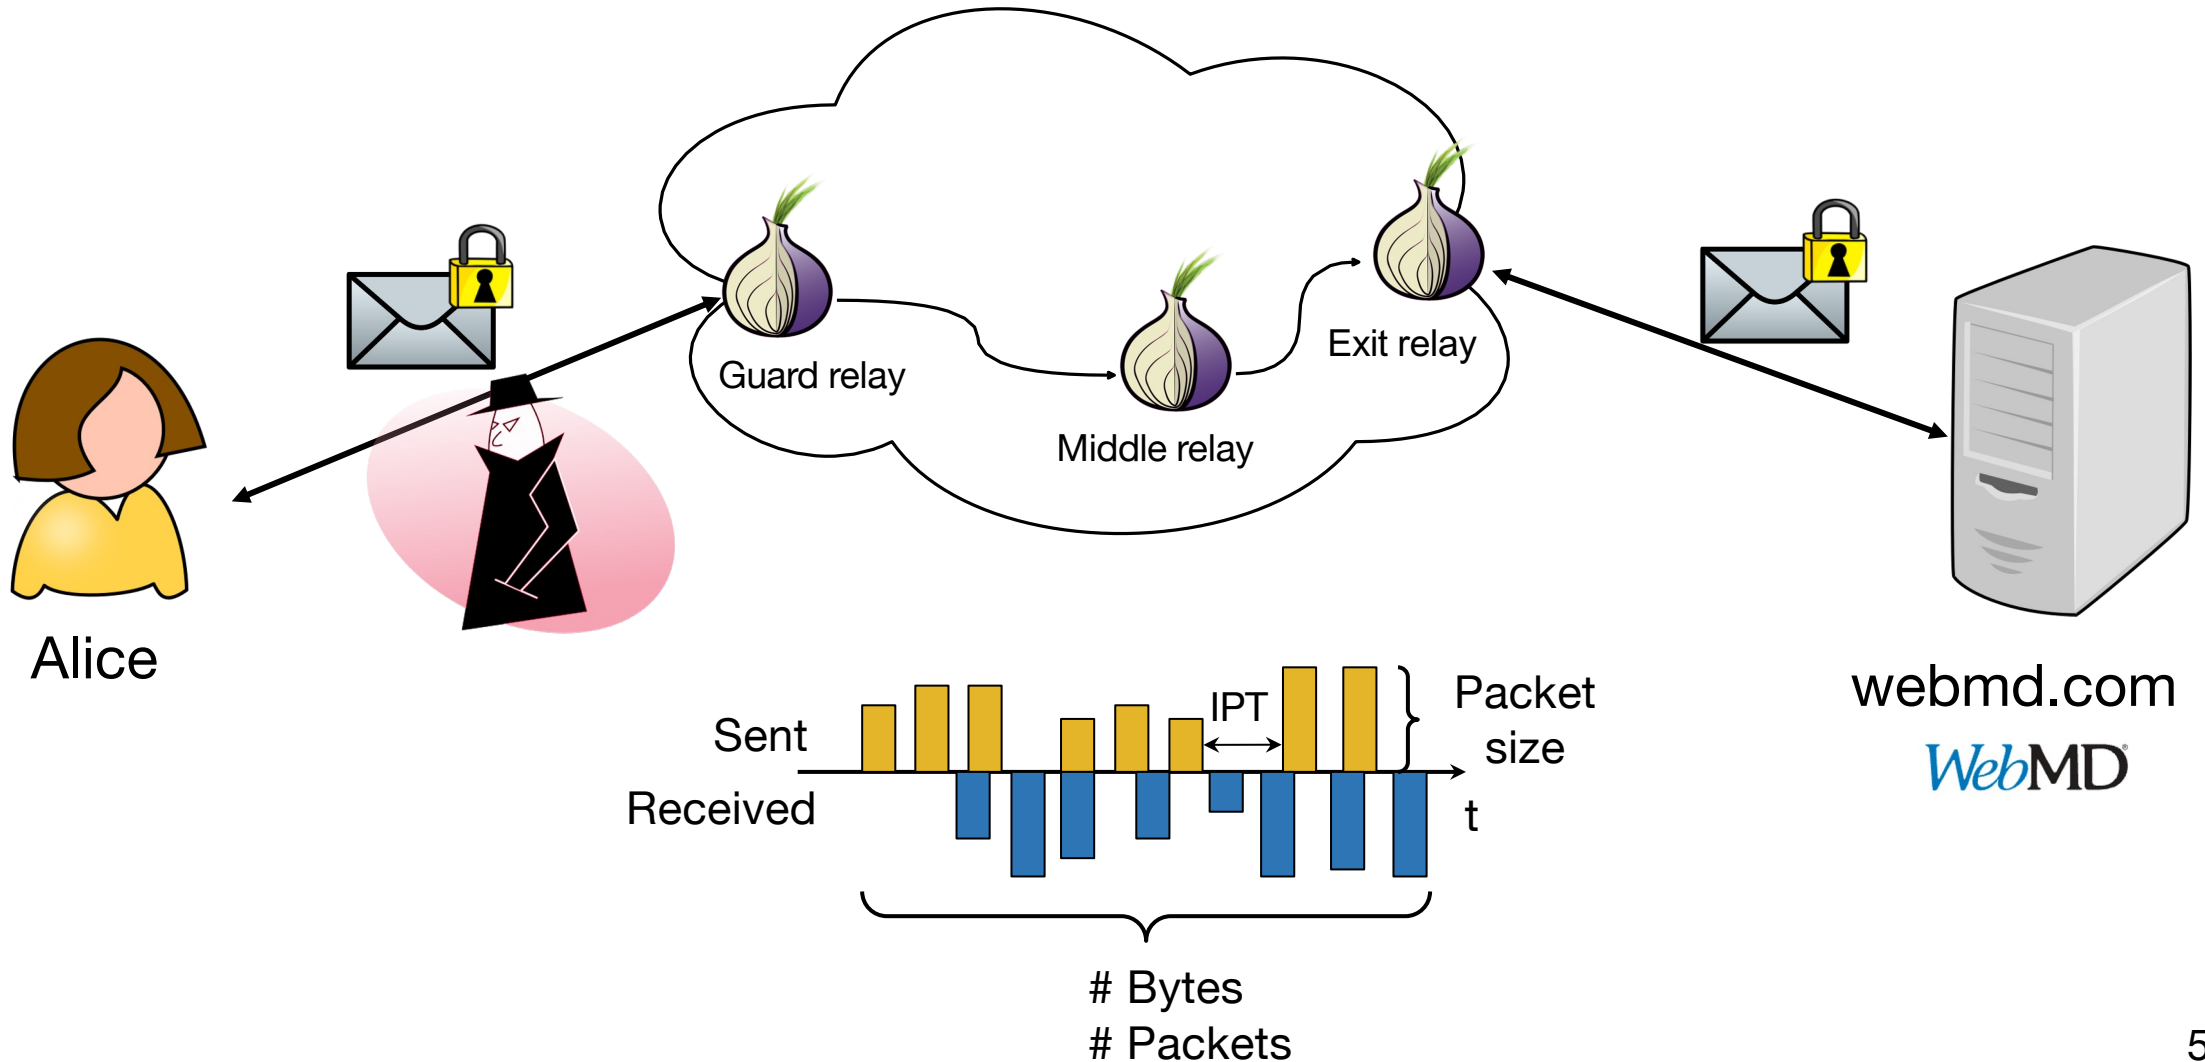 Guard relay
Middle relay
Exit relay
Alice
webmd.com
WebMD
Sent
Received
IPT
Packet
size
t
# Bytes
# Packets
5